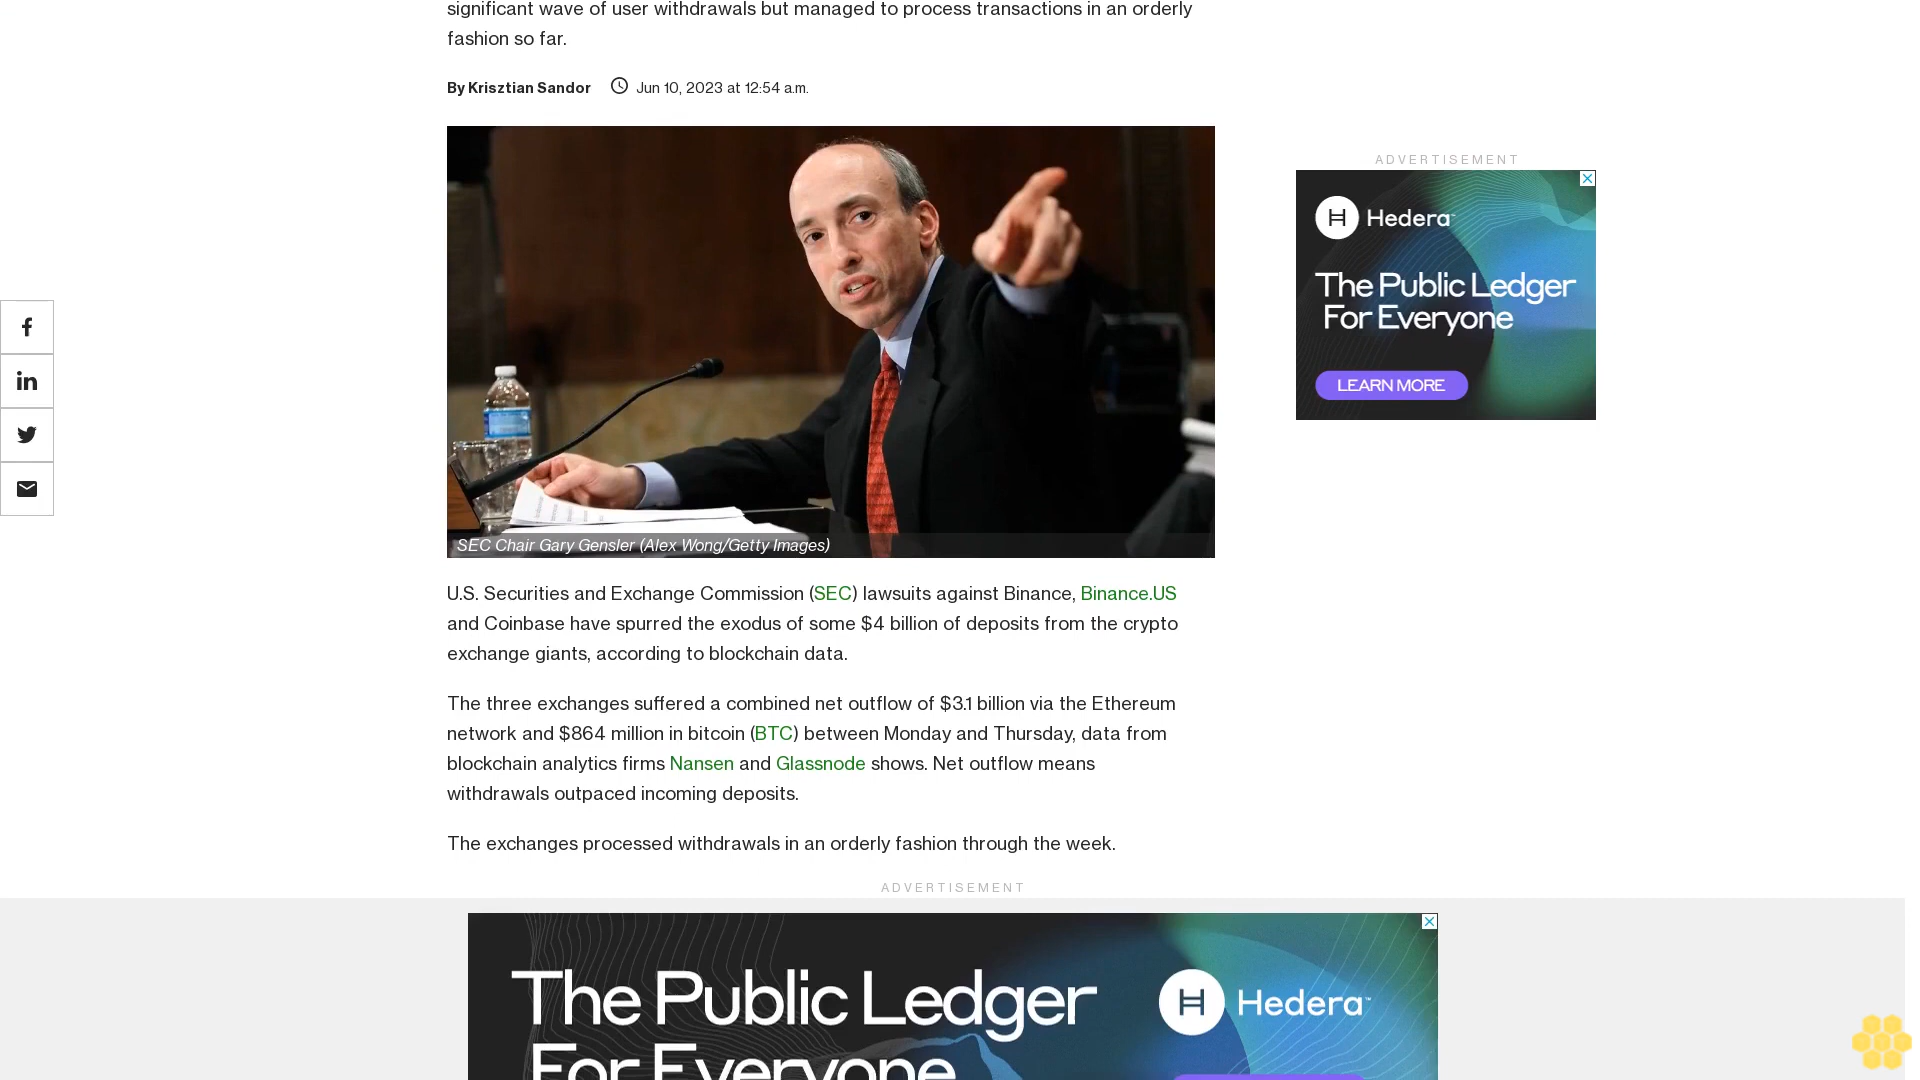 significant wave of user withdrawals but managed to process transactions in an orderly
fashion so far.
By Krisztian Sandor Jun 10, 2023 at 12:54 a.m.
ADVERTISEMENT
Hedera
The Public Ledger
For Everyone
LEARN MORE
SEC Chair Gary Gensler (Alex Wong/Getty Images)
U.S. Securities and Exchange Commission (SEC) lawsuits against Binance, Binance.US
and Coinbase have spurred the exodus of some $4 billion of deposits from the crypto
exchange giants, according to blockchain data.
The three exchanges suffered a combined net outflow of $3.1 billion via the Ethereum
network and $864 million in bitcoin (BTC) between Monday and Thursday, data from
blockchain analytics firms Nansen and Glassnode shows. Net outflow means
withdrawals outpaced incoming deposits.
The exchanges processed withdrawals in an orderly fashion through the week.
ADVERTISEMENT
The Public Ledger
For Everyone
Hedera™